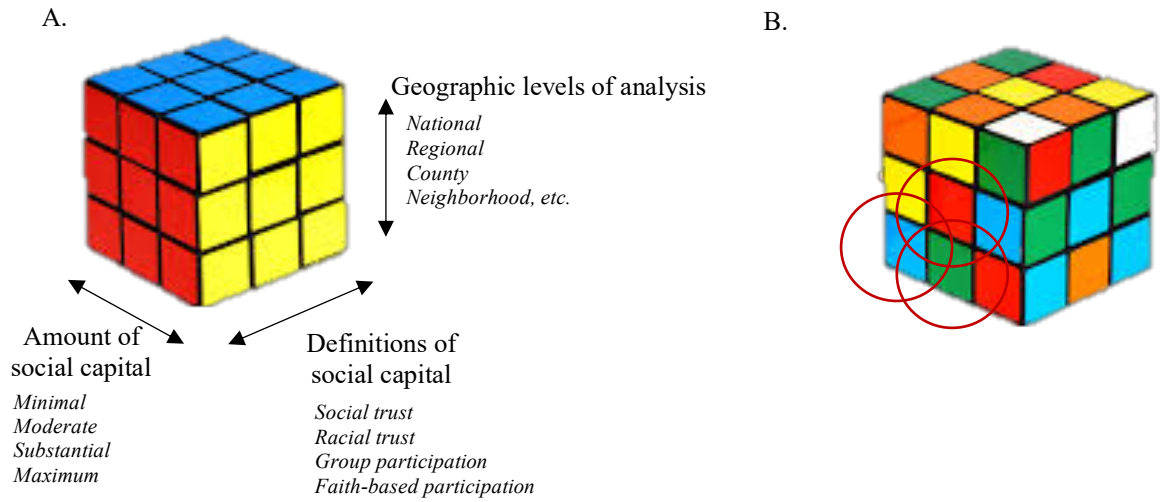 A.
B.
Geographic levels of analysis
National
Regional
County
Neighborhood, etc.
Amount of
social capital
Minimal
Moderate
Substantial
Maximum
Definitions of
social capital
Social trust
Racial trust
Group participation
Faith-based participation